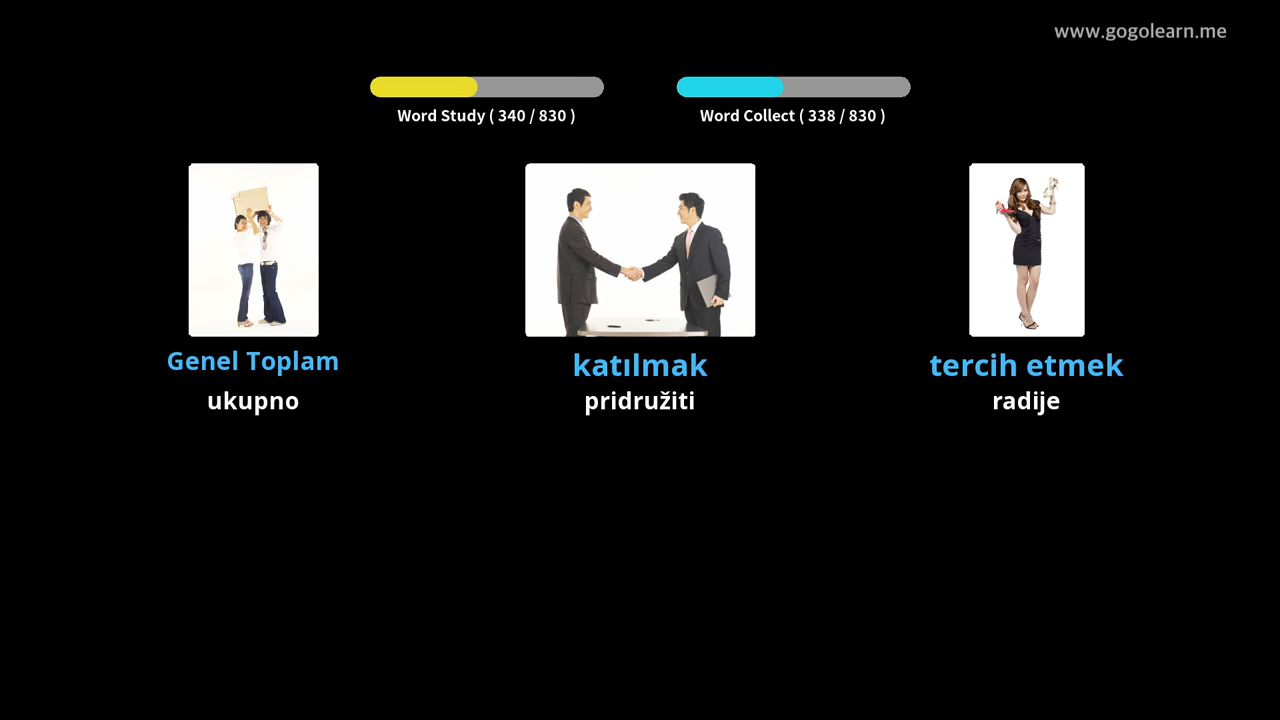 www.gogolearn.me
Word Study ( 340 / 830 )
Word Collect ( 338 / 830 )
Genel Toplam
katılmak
tercih etmek
ukupno
pridružiti
radije